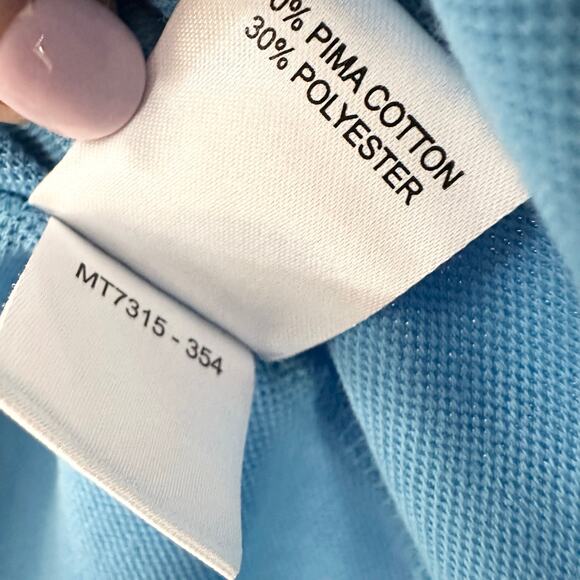 0% PIMA COTTON
30% POLYESTER
MT7315 - 354